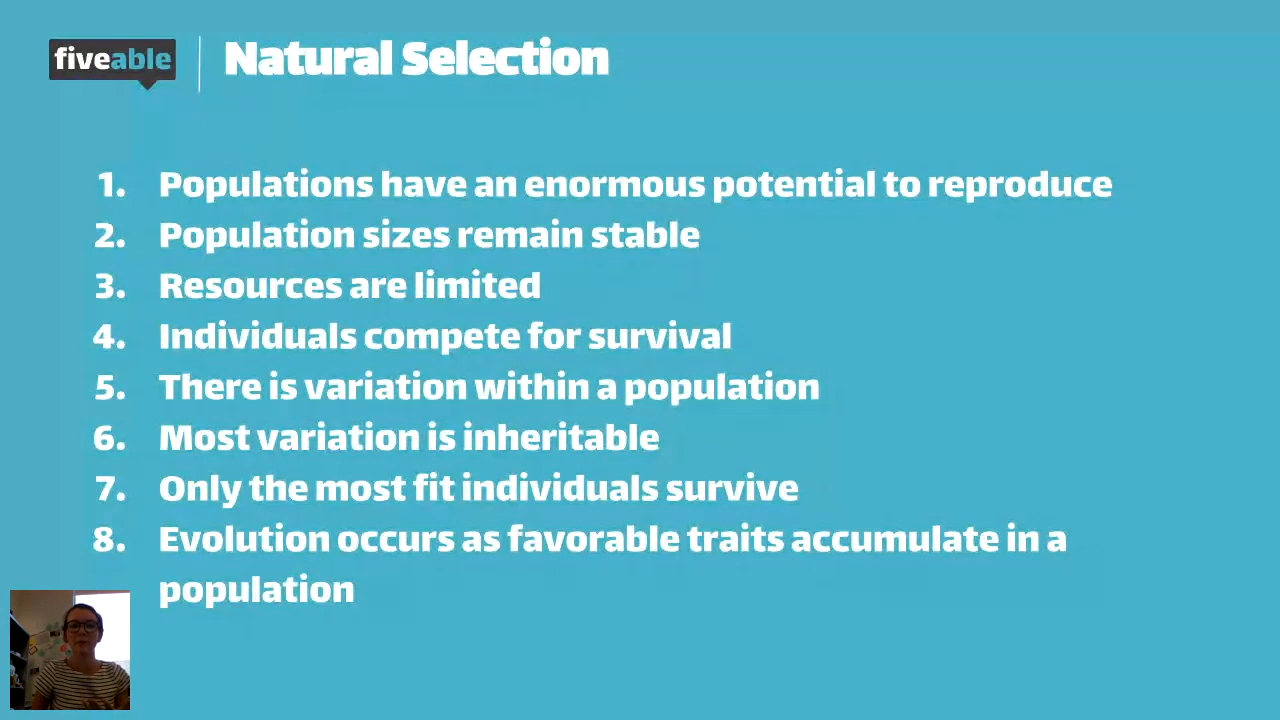 fiveable
Natural Selection
1. Populations have an enormous potential to reproduce
2. Population sizes remain stable
3. Resources are limited
4. Individuals compete for survival
5. There is variation within a population
6. Most variation is inheritable
7. Only the most fit individuals survive
8. Evolution occurs as favorable traits accumulate in a
population